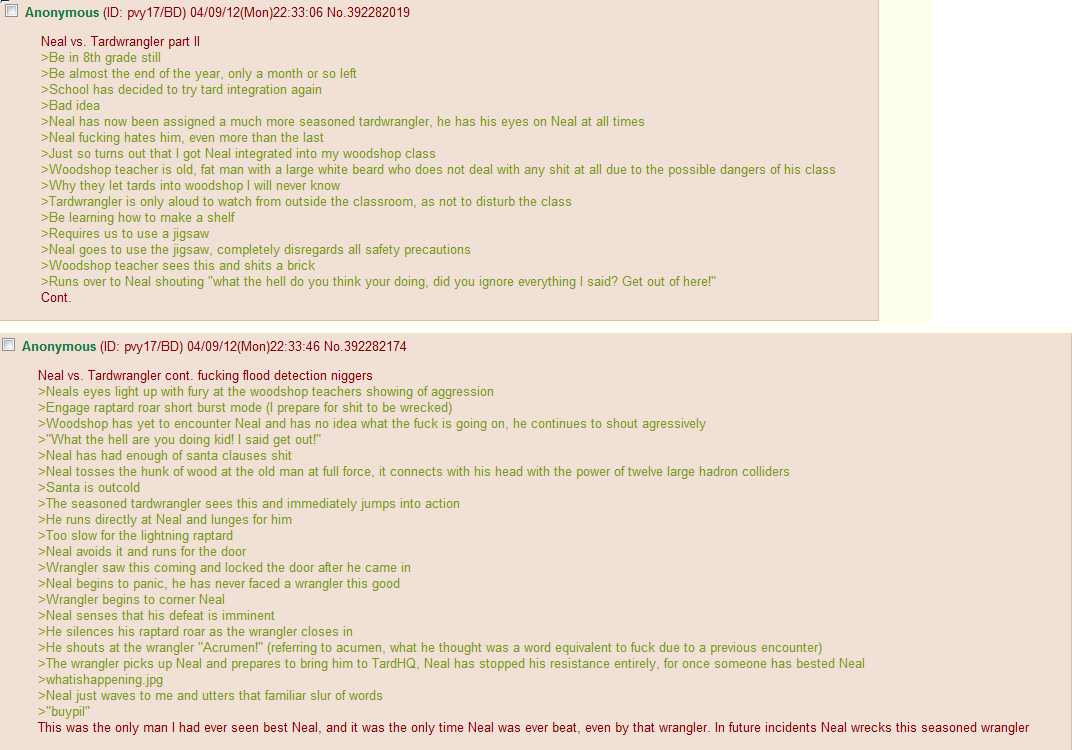 Anonymous (ID: pvy17/BD) 04/09/12(Mon)22:33:06 No.392282019
Neal vs. Tardwrangler part II
>Be in 8th grade still
>Be almost the end of the year, only a month or so left
>School has decided to try tard integration again
>Bad idea
>Neal has now been assigned a much more seasoned tardwrangler, he has his eyes on Neal at all times
>Neal fucking hates him, even more than the last
>Just so turns out that I got Neal integrated into my woodshop class
>Woodshop teacher is old, fat man with a large white beard who does not deal with any shit at all due to the possible dangers of his class
>Why they let tards into woodshop I will never know
>Tardwrangler is only aloud to watch from outside the classroom, as not to disturb the class
>Be learning how to make a shelf
>Requires us to use a jigsaw
>Neal goes to use the jigsaw, completely disregards all safety precautions
>Woodshop teacher sees this and shits a brick
>Runs over to Neal shouting "what the hell do you think your doing, did you ignore everything I said? Get out of here!"
Cont.
Anonymous (ID: pvy17/BD) 04/09/12(Mon)22:33:46 No.392282174
Neal vs. Tardwrangler cont. fucking flood detection niggers
>Neals eyes light up with fury at the woodshop teachers showing of aggression
>Engage raptard roar short burst mode (I prepare for shit to be wrecked)
>Woodshop has yet to encounter Neal and has no idea what the fuck is going on, he continues to shout agressively
>"What the hell are you doing kid! I said get out!"
>Neal has had enough of santa clauses shit
>Neal tosses the hunk of wood at the old man at full force, it connects with his head with the power of twelve large hadron colliders
>Santa is outcold
>The seasoned tardwrangler sees this and immediately jumps into action
>He runs directly at Neal and lunges for him
>Too slow for the lightning raptard
>Neal avoids it and runs for the door
>Wrangler saw this coming and locked the door after he came in
>Neal begins to panic, he has never faced a wrangler this good
>Wrangler begins to corner Neal
>Neal senses that his defeat is imminent
>He silences his raptard roar as the wrangler closes in
>He shouts at the wrangler "Acrumen!" (referring to acumen, what he thought was a word equivalent to fuck due to a previous encounter)
>The wrangler picks up Neal and prepares to bring him to TardHQ, Neal has stopped his resistance entirely, for once someone has bested Neal
>whatishappening.jpg
>Neal just waves to me and utters that familiar slur of words
>"buypil"
This was the only man I had ever seen best Neal, and it was the only time Neal was ever beat, even by that wrangler. In future incidents Neal wrecks this seasoned wrangler